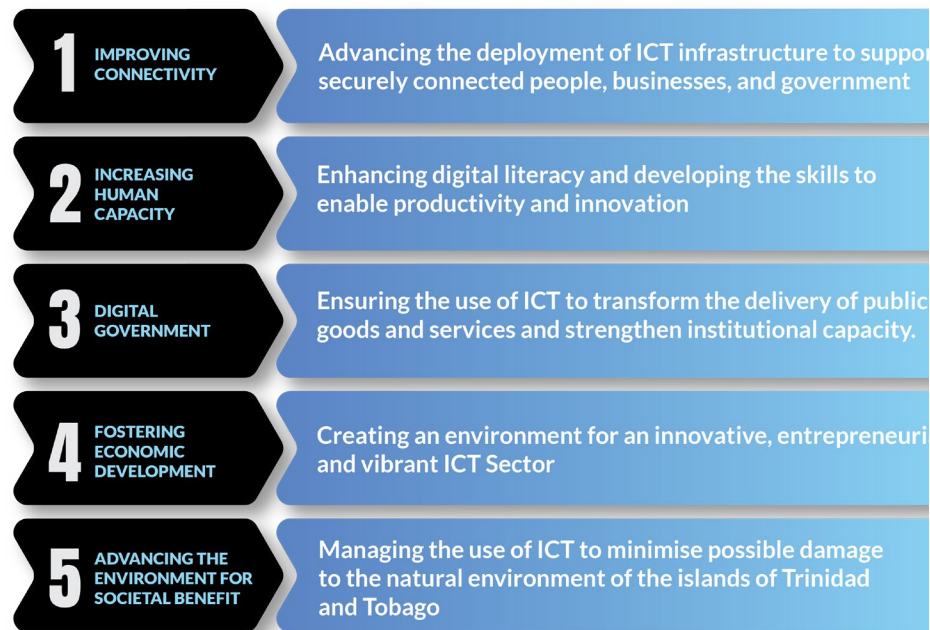 1
IMPROVING
CONNECTIVITY
Advancing the deployment of ICT infrastructure to suppor
securely connected people, businesses, and government
2
INCREASING
HUMAN
CAPACITY
Enhancing digital literacy and developing the skills to
enable productivity and innovation
3
DIGITAL
GOVERNMENT
Ensuring the use of ICT to transform the delivery of public
goods and services and strengthen institutional capacity.
4
FOSTERING
ECONOMIC
DEVELOPMENT
Creating an environment for an innovative, entrepreneuri
and vibrant ICT Sector
5
ADVANCING THE
ENVIRONMENT FOR
SOCIETAL BENEFIT
Managing the use of ICT to minimise possible damage
to the natural environment of the islands of Trinidad
and Tobago